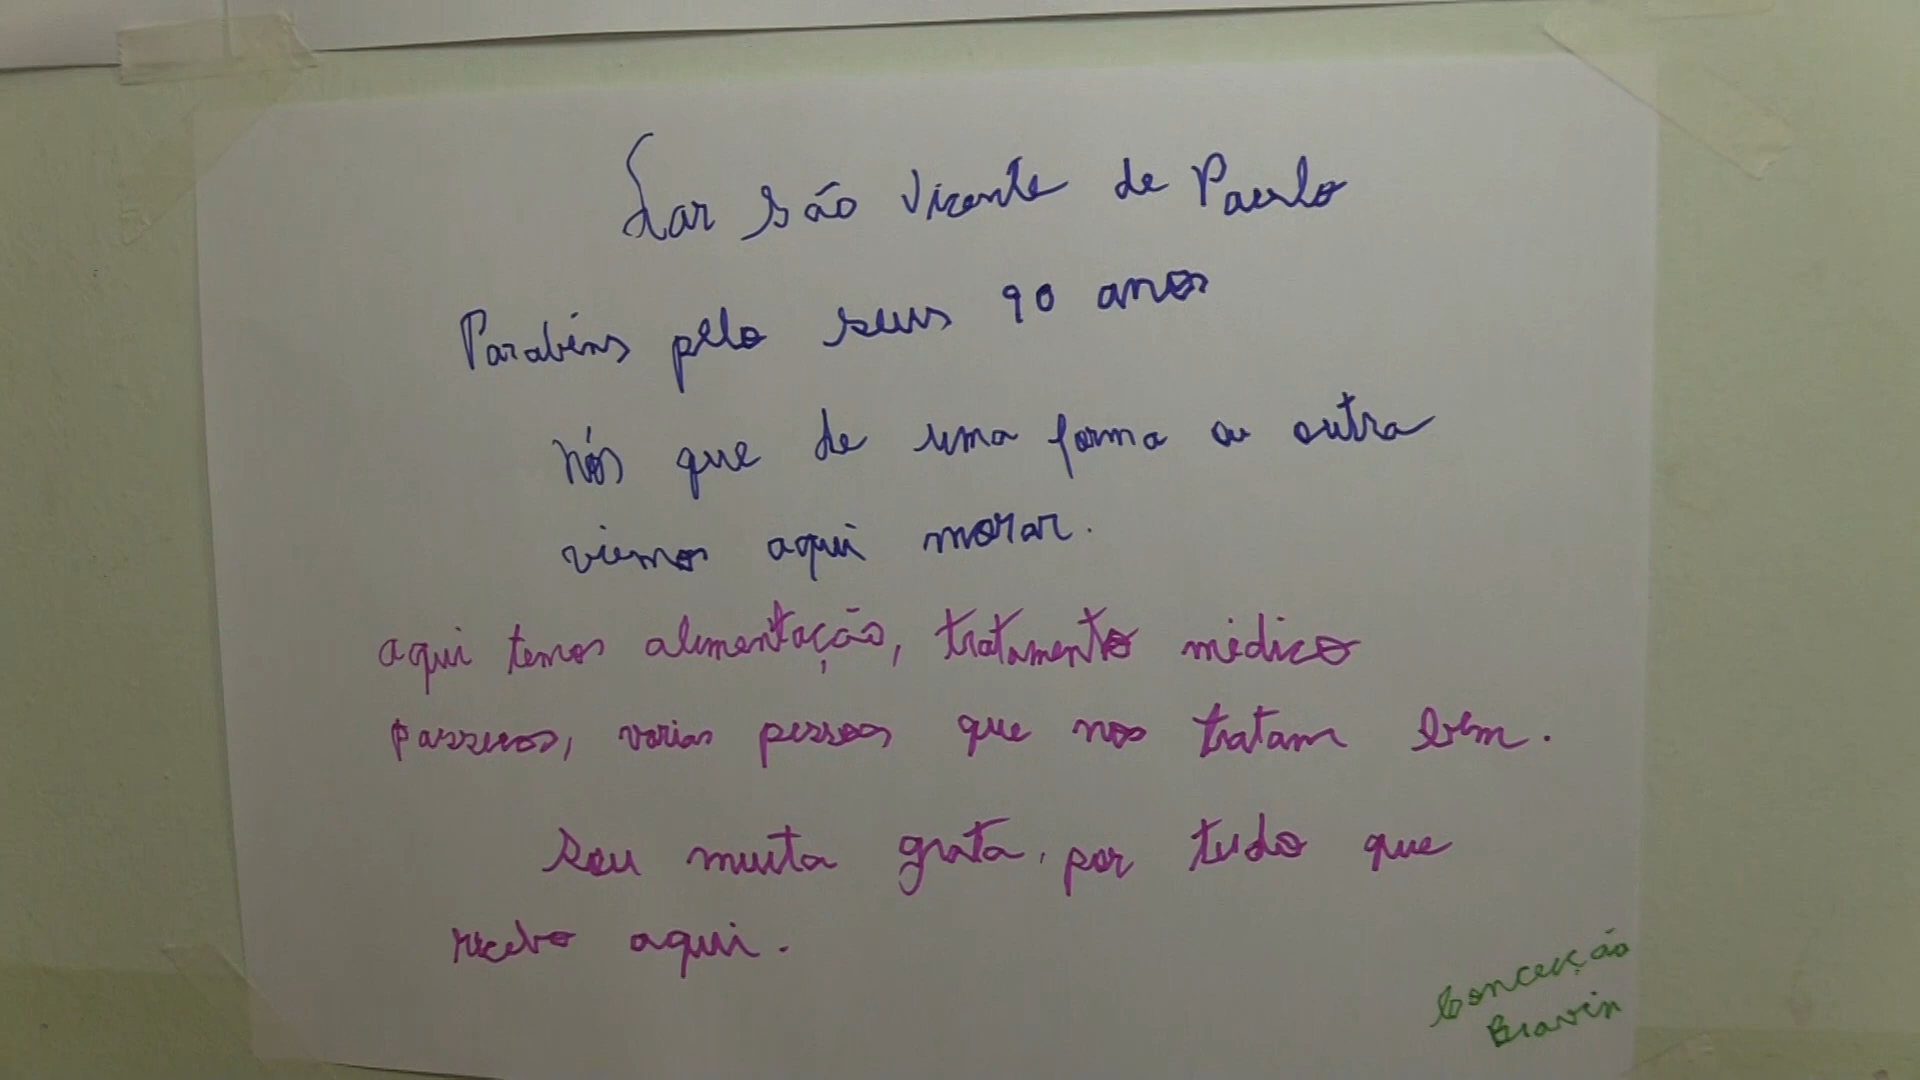 Lar São Vicente de Paulo
Parabéns pelo seus 90 anos
Nós que de uma forma ou outra
viemos aqui morar.
aqui temos alimentação, tratamento médico
passeios, varias pessoas que nos tratam bem.
Sou muita grata, por tudo que
recebo aqui.
Conceição
Bravin